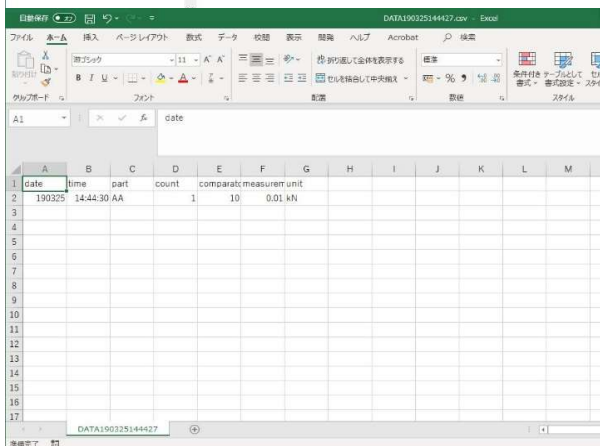 自動保存 オフ DATA190325144427.csv - Excel
ファイル ホーム 挿入 ページ レイアウト 数式 データ 校閲 表示 開発 ヘルプ Acrobat 検索
貼り付け 游ゴシック 11 A A 折り返して全体を表示する 標準
B I U A セルを結合して中央揃え % 条件付き書式 テーブルとして書式設定
クリップボード フォント 配置 数値 スタイル
A1 fx date
A B C D E F G H I J K L M
1 date time part count comparato measurem unit
2 190325 14:44:30 AA 1 10 0.01 kN
3
4
5
6
7
8
9
10
11
12
13
14
15
16
17
DATA190325144427
準備完了